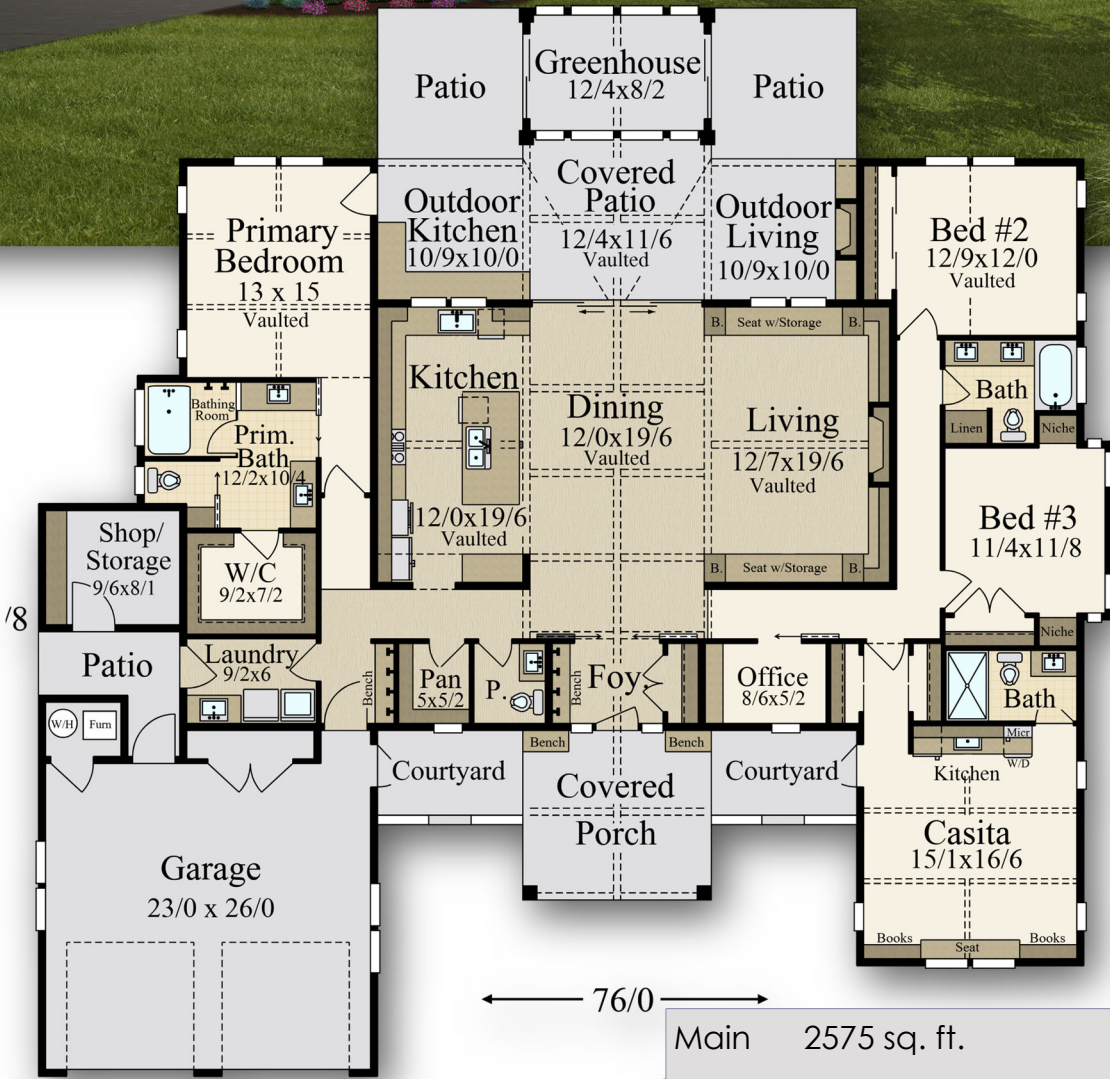 Patio
Greenhouse
12/4x8/2
Patio
Outdoor
Kitchen
10/9x10/0
Covered
Patio
12/4x11/6
Vaulted
Outdoor
Living
10/9x10/0
Primary
Bedroom
13 x 15
Vaulted
Bed #2
12/9x12/0
Vaulted
B.
Seat w/Storage
B.
Kitchen
12/0x19/6
Vaulted
Dining
12/0x19/6
Vaulted
Living
12/7x19/6
Vaulted
Bathing
Room
Prim.
Bath
12/2x10/4
Bath
Linen
Niche
Bed #3
11/4x11/8
Shop/
Storage
9/6x8/1
W/C
9/2x7/2
B.
Seat w/Storage
B.
/8
Patio
Laundry
9/2x6
Bench
Pan
5x5/2
P.
Bench
Foy.
Office
8/6x5/2
Niche
Bath
W/H
Furn
Courtyard
Bench
Bench
Covered
Porch
Courtyard
Micr
W/D
Kitchen
Casita
15/1x16/6
Books
Seat
Books
Garage
23/0 x 26/0
76/0
Main 2575 sq. ft.